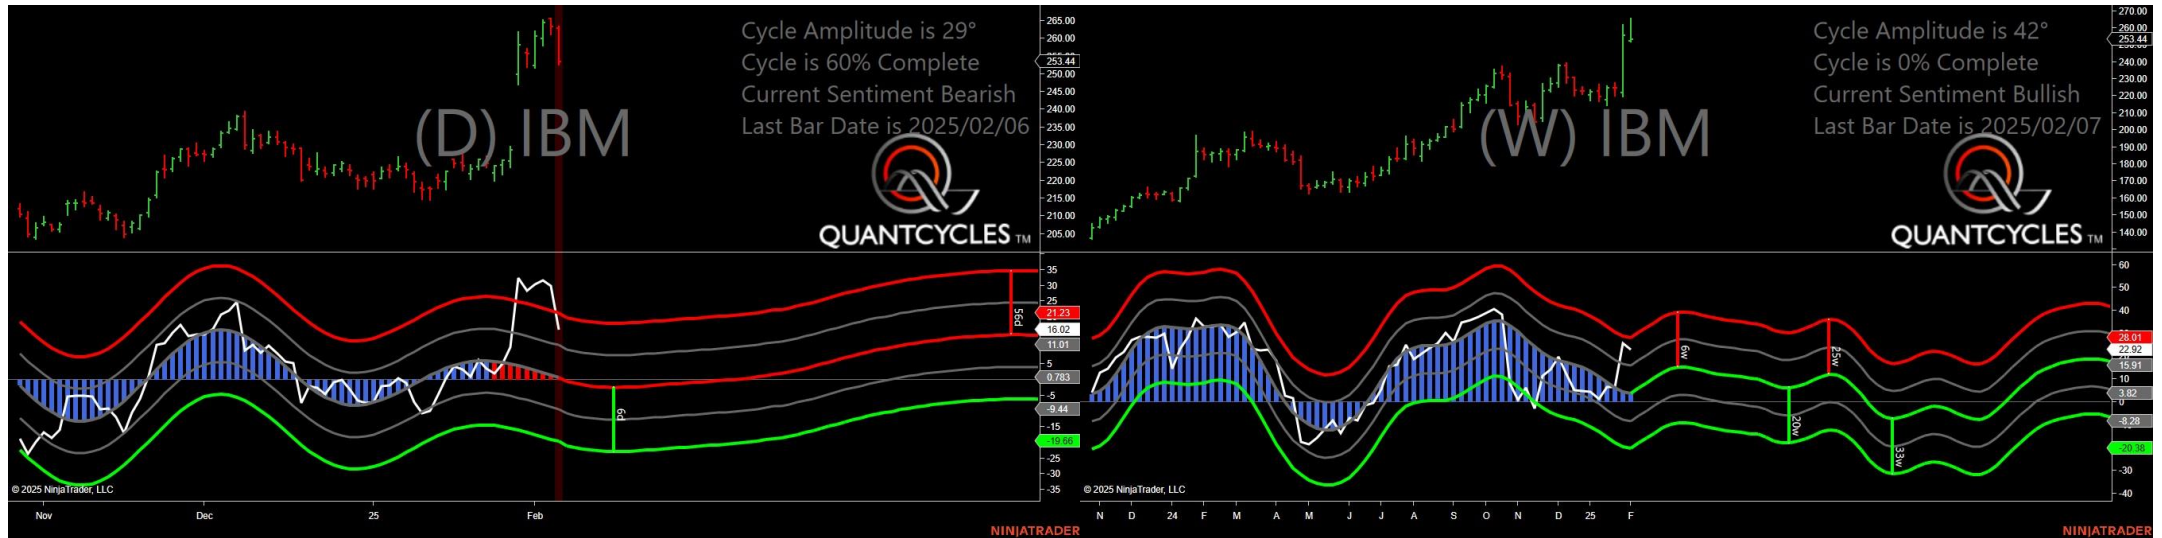 Cycle Amplitude is 29°
Cycle is 60% Complete
Current Sentiment Bearish
Last Bar Date is 2025/02/06
(D) IBM
QUANTCYCLES TM
265.00
260.00
253.44
250.00
245.00
240.00
235.00
230.00
225.00
220.00
215.00
210.00
205.00
35
30
25
21.23
16.02
11.01
5
0.783
-5
-9.44
-15
-19.66
-25
-30
-35
56d
6d
© 2025 NinjaTrader, LLC
Nov Dec 25 Feb
NINJATRADER
Cycle Amplitude is 42°
Cycle is 0% Complete
Current Sentiment Bullish
Last Bar Date is 2025/02/07
(W) IBM
QUANTCYCLES TM
270.00
260.00
253.44
240.00
220.00
210.00
200.00
190.00
180.00
170.00
160.00
150.00
140.00
60
50
40
28.01
22.92
15.91
10
3.82
-8.28
-20.38
-30
-40
6w
25w
20w
33w
© 2025 NinjaTrader, LLC
N D 24 F M A M J J A S O N D 25 F
NINJATRADER